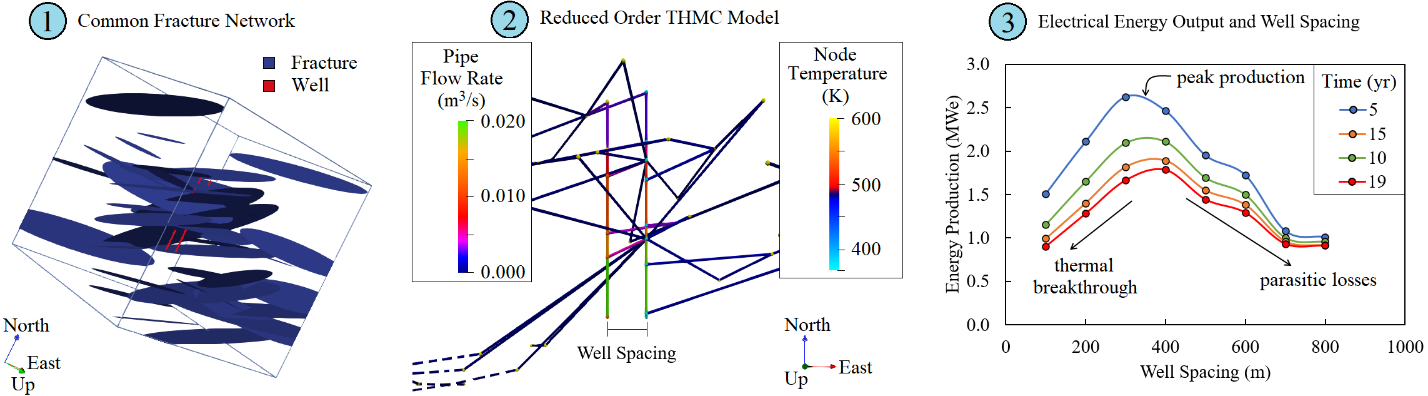 1 Common Fracture Network
Fracture
Well
North
East
Up
2 Reduced Order THMC Model
Pipe
Flow Rate
(m³/s)
0.020
0.010
0.000
Node
Temperature
(K)
600
500
400
Well Spacing
North
East
Up
3 Electrical Energy Output and Well Spacing
Energy Production (MWe)
3.0
2.5
2.0
1.5
1.0
0.5
0.0
peak production
Time (yr)
5
15
10
19
thermal
breakthrough
parasitic losses
0 200 400 600 800 1000
Well Spacing (m)